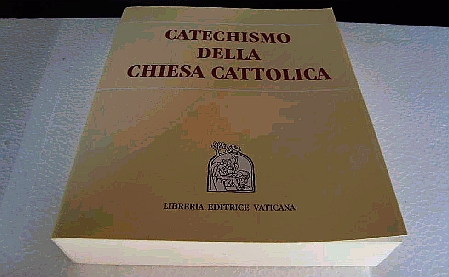 CATECHISMO
DELLA
CHIESA CATTOLICA
LIBRERIA EDITRICE VATICANA